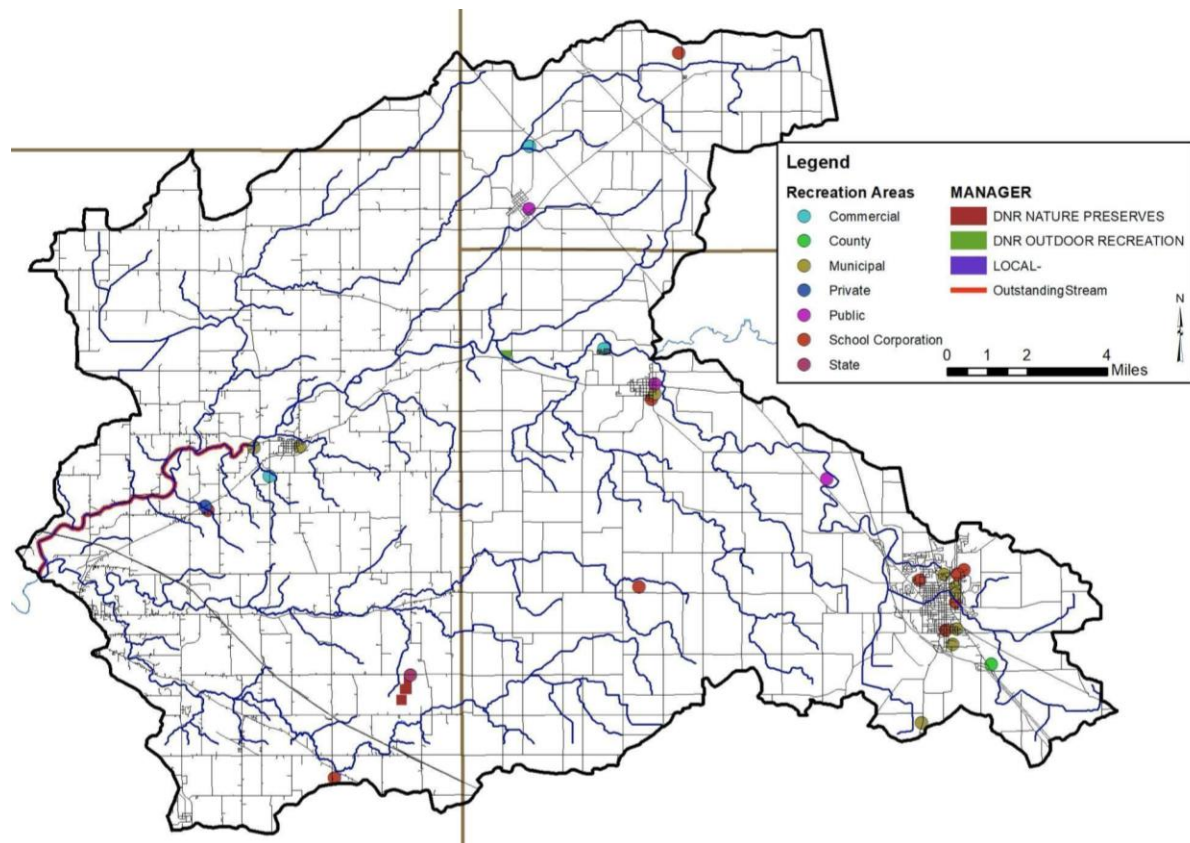 Legend
Recreation Areas
Commercial
County
Municipal
Private
Public
School Corporation
State
MANAGER
DNR NATURE PRESERVES
DNR OUTDOOR RECREATION
LOCAL-
OutstandingStream
N
0 1 2 4
Miles